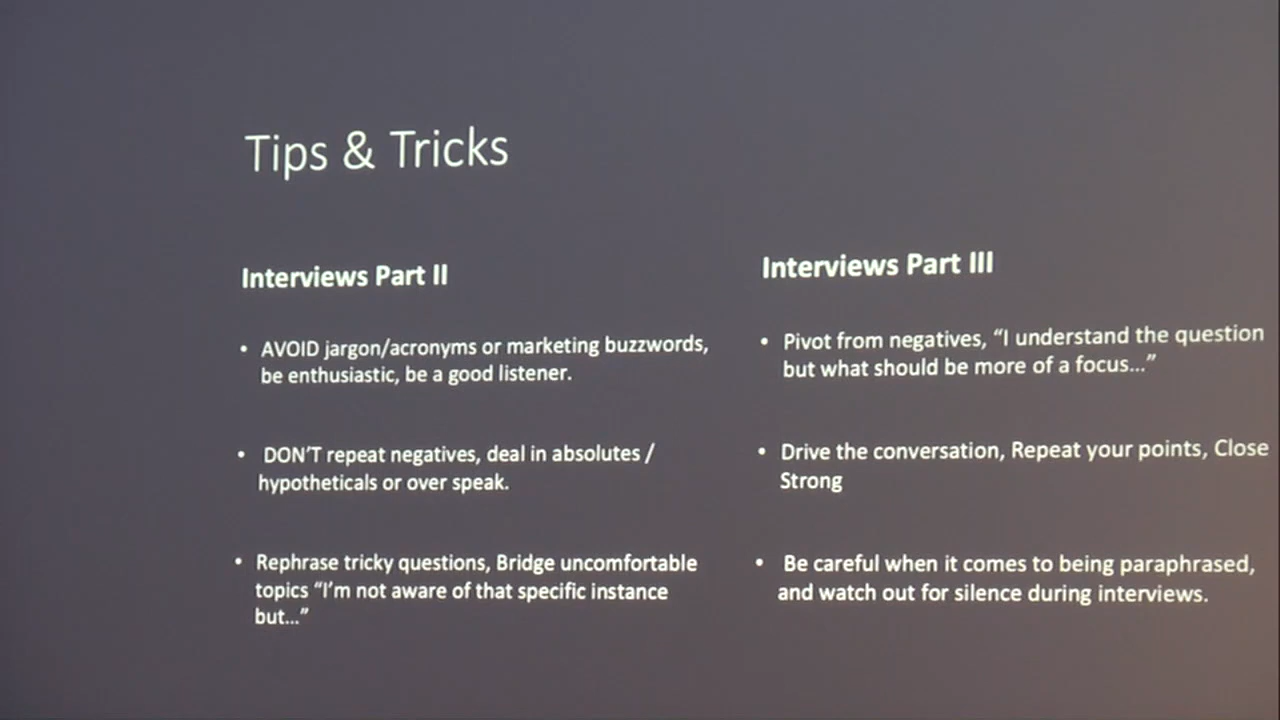 Tips & Tricks
Interviews Part II
• AVOID jargon/acronyms or marketing buzzwords,
be enthusiastic, be a good listener.
• DON'T repeat negatives, deal in absolutes /
hypotheticals or over speak.
• Rephrase tricky questions, Bridge uncomfortable
topics “I'm not aware of that specific instance
but...”
Interviews Part III
• Pivot from negatives, “I understand the question
but what should be more of a focus...”
• Drive the conversation, Repeat your points, Close
Strong
• Be careful when it comes to being paraphrased,
and watch out for silence during interviews.